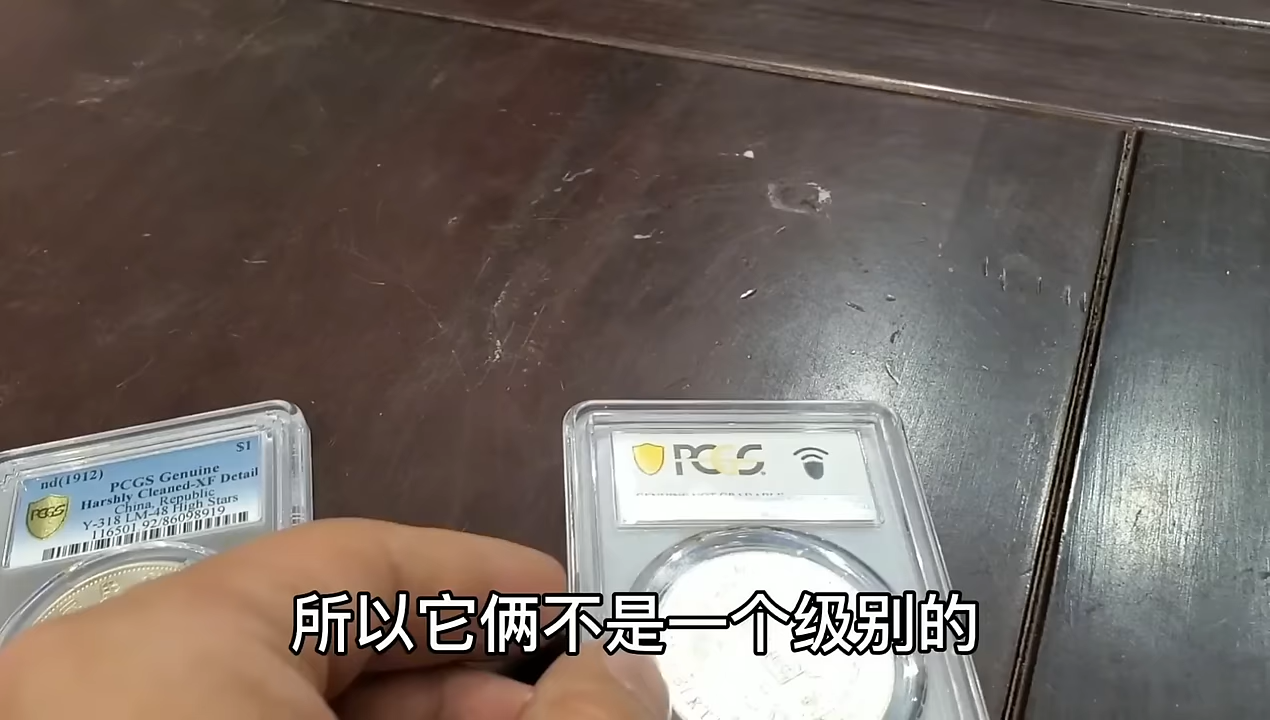 $1
nd(1912)
PCGS Genuine
Harshly Cleaned-XF Detail
China, Republic
Y-318 LM-48 High Stars
116501.92/86098919
PCGS
PCGS
所以它俩不是一个级别的